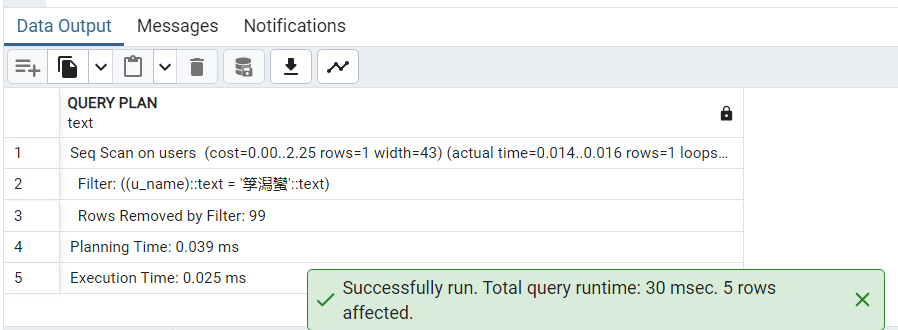 Data Output Messages Notifications
QUERY PLAN
text
1 Seq Scan on users (cost=0.00..2.25 rows=1 width=43) (actual time=0.014..0.016 rows=1 loops...
2 Filter: ((u_name)::text = '箰潟蠻'::text)
3 Rows Removed by Filter: 99
4 Planning Time: 0.039 ms
5 Execution Time: 0.025 ms
Successfully run. Total query runtime: 30 msec. 5 rows
affected.